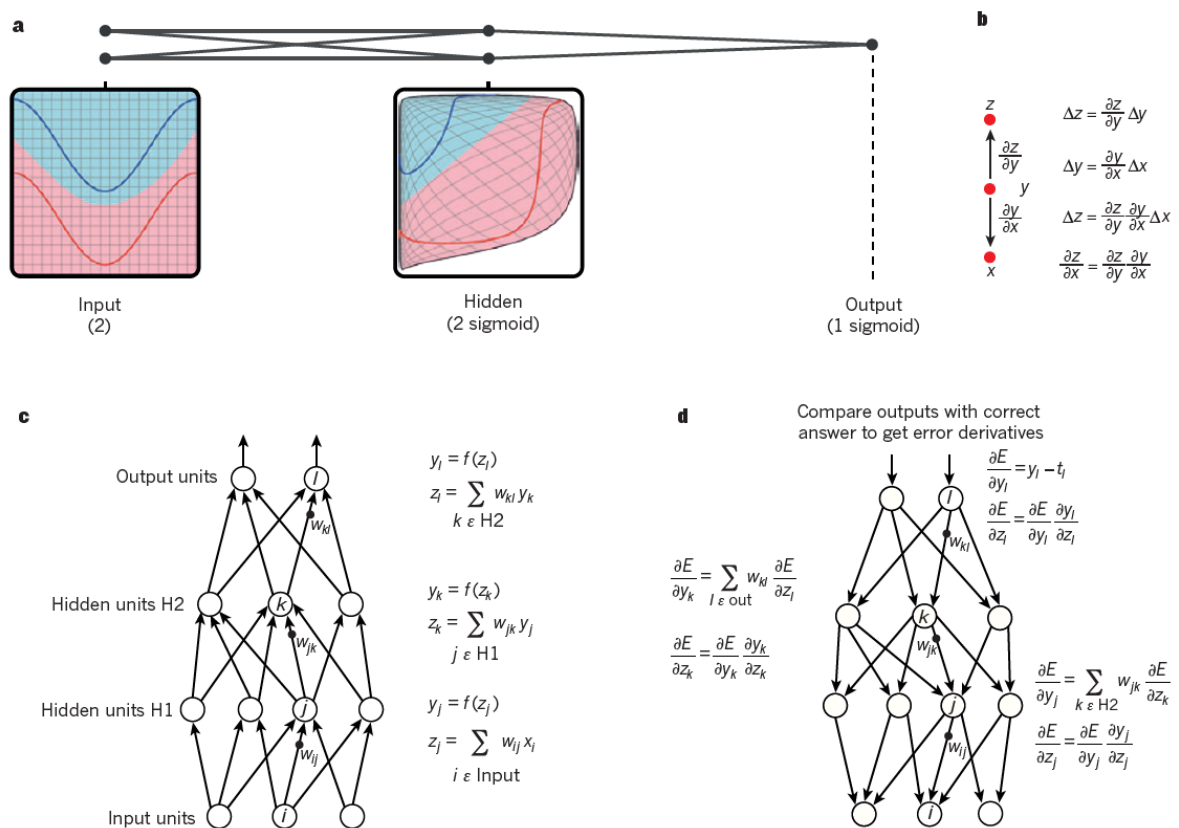 a
b
Input
(2)
Hidden
(2 sigmoid)
Output
(1 sigmoid)
z
∂z/∂y
y
∂y/∂x
x
Δz = ∂z/∂y Δy
Δy = ∂y/∂x Δx
Δz = ∂z/∂y ∂y/∂x Δx
∂z/∂x = ∂z/∂y ∂y/∂x
c
Output units
l
w_kl
Hidden units H2
k
w_jk
Hidden units H1
j
w_ij
Input units
i
y_l = f(z_l)
z_l = ∑ w_kl y_k
k ε H2
y_k = f(z_k)
z_k = ∑ w_jk y_j
j ε H1
y_j = f(z_j)
z_j = ∑ w_ij x_i
i ε Input
d
Compare outputs with correct
answer to get error derivatives
l
w_kl
k
w_jk
j
w_ij
i
∂E/∂y_l = y_l – t_l
∂E/∂z_l = ∂E/∂y_l ∂y_l/∂z_l
∂E/∂y_k = ∑ w_kl ∂E/∂z_l
l ε out
∂E/∂z_k = ∂E/∂y_k ∂y_k/∂z_k
∂E/∂y_j = ∑ w_jk ∂E/∂z_k
k ε H2
∂E/∂z_j = ∂E/∂y_j ∂y_j/∂z_j